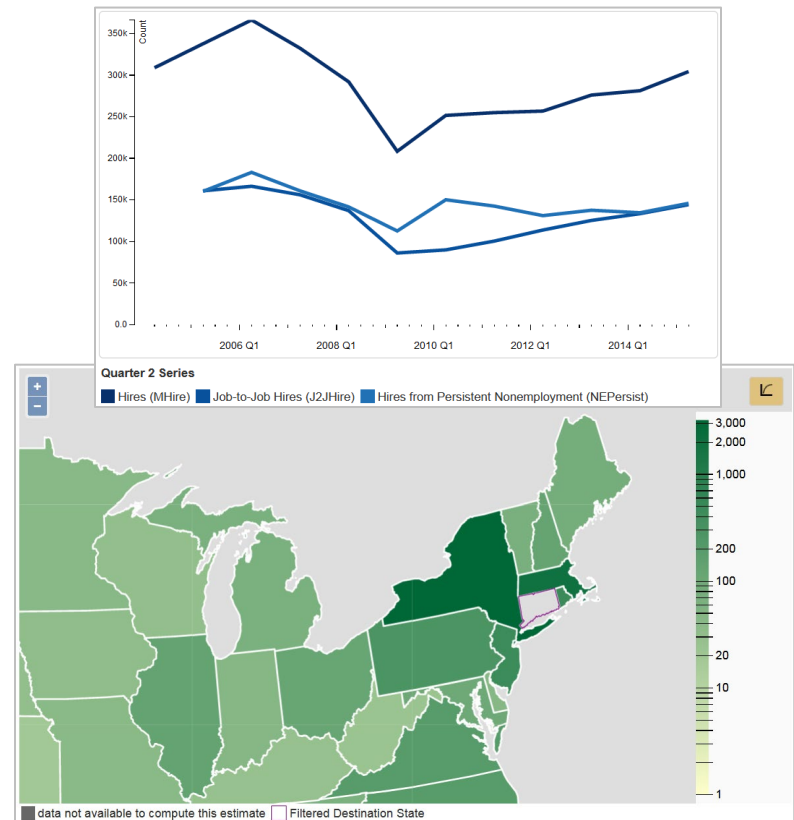 Count
350k
300k
250k
200k
150k
100k
50k
0.0
2006 Q1 2008 Q1 2010 Q1 2012 Q1 2014 Q1
Quarter 2 Series
Hires (MHire) Job-to-Job Hires (J2JHire) Hires from Persistent Nonemployment (NEPersist)
+
−
3,000
2,000
1,000
200
100
20
10
1
data not available to compute this estimate Filtered Destination State